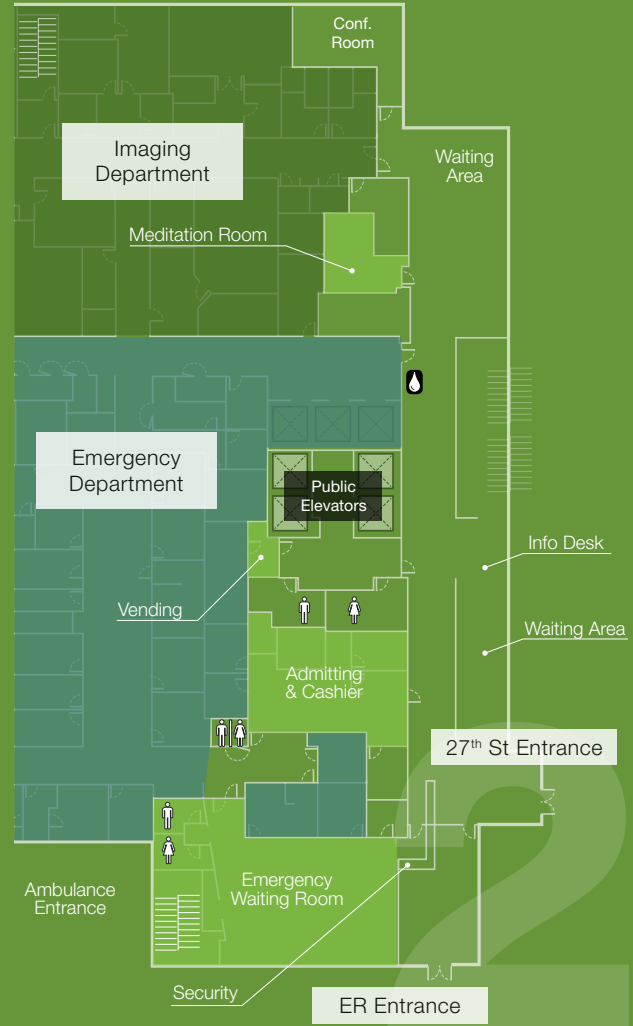 Conf.
Room
Imaging
Department
Waiting
Area
Meditation Room
Emergency
Department
Public
Elevators
Info Desk
Vending
Waiting Area
Admitting
& Cashier
27th St Entrance
2
Emergency
Waiting Room
Ambulance
Entrance
Security
ER Entrance